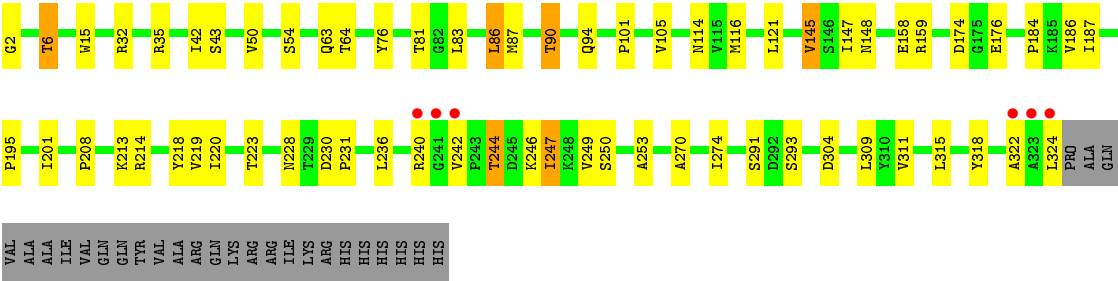 G2 T6 W15 R32 R35 I42 S43 V50 S54 Q63 T64 Y76 T81 G82 L83 L86 M87 T90 Q94 P101 V105 N114 V115 M116 L121 V145 S146 I147 N148 E158 R159 D174 G175 E176 P184 K185 V186 I187
P195 I201 P208 K213 R214 Y218 V219 I220 T223 N228 T229 D230 P231 L236 R240 G241 V242 P243 T244 D245 K246 I247 K248 V249 S250 A253 A270 I274 S291 D292 S293 D304 L309 Y310 V311 L315 Y318 A322 A323 L324 PRO ALA GLN
VAL ALA ALA ILE VAL GLN GLN TYR VAL ALA ARG GLN LYS ARG ARG ILE LYS ARG HIS HIS HIS HIS HIS HIS